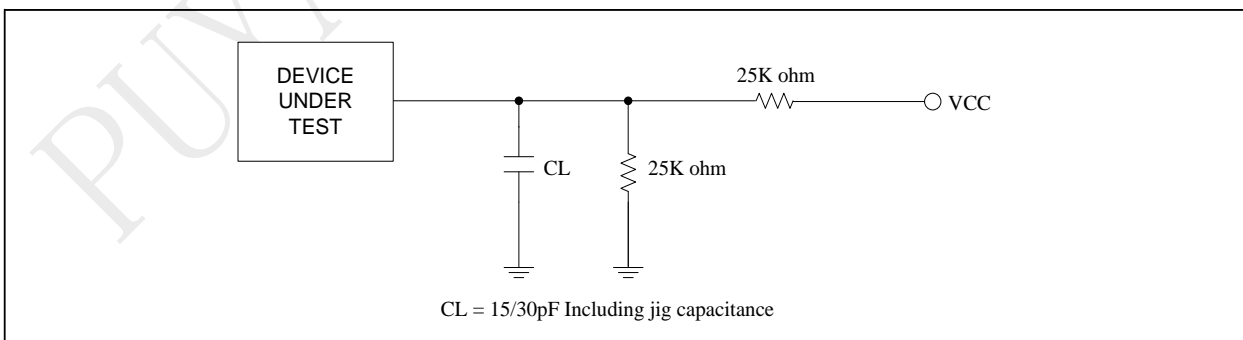 DEVICE
UNDER
TEST
25K ohm
VCC
CL
25K ohm
CL = 15/30pF Including jig capacitance